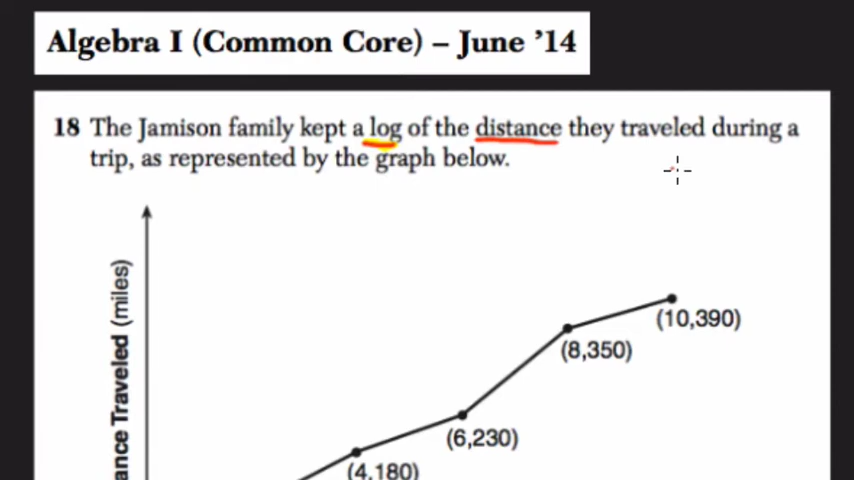 Algebra I (Common Core) – June ’14
18 The Jamison family kept a log of the distance they traveled during a
trip, as represented by the graph below.
ance Traveled (miles)
(10,390)
(8,350)
(6,230)
(4,180)